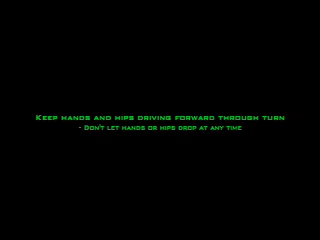 Keep hands and hips driving forward through turn
- Don't let hands or hips drop at any time